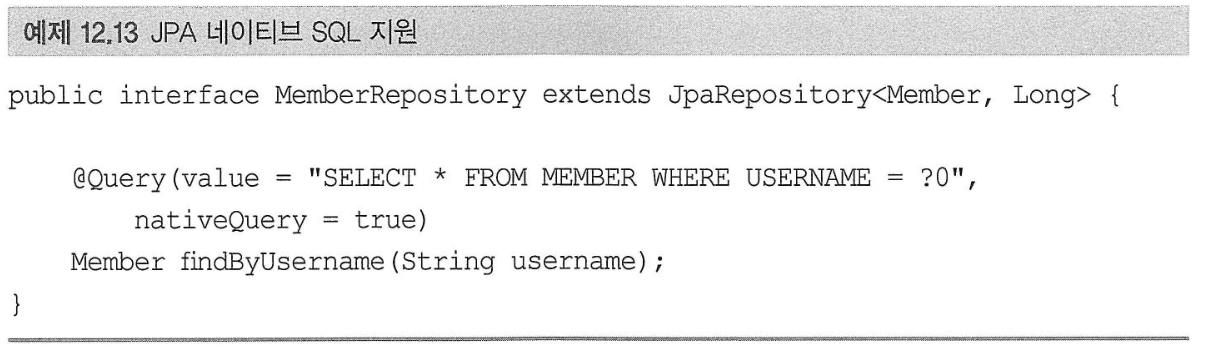 예제 12.13 JPA 네이티브 SQL 지원
public interface MemberRepository extends JpaRepository<Member, Long> {
@Query(value = "SELECT * FROM MEMBER WHERE USERNAME = ?0",
nativeQuery = true)
Member findByUsername(String username);
}